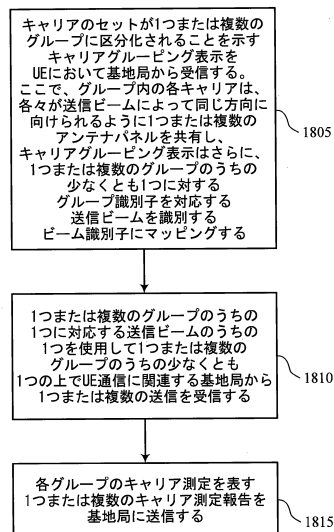 キャリアのセットが1つまたは複数の
グループに区分化されることを示す
キャリアグルーピング表示を
UEにおいて基地局から受信する。
ここで、グループ内の各キャリアは、
各々が送信ビームによって同じ方向に
向けられるように1つまたは複数の
アンテナパネルを共有し、
キャリアグルーピング表示はさらに、
1つまたは複数のグループのうちの
少なくとも1つに対する
グループ識別子を対応する
送信ビームを識別する
ビーム識別子にマッピングする
1805
1つまたは複数のグループのうちの
1つに対応する送信ビームのうちの
1つを使用して1つまたは複数の
グループのうちの少なくとも
1つの上でUE通信に関連する基地局から
1つまたは複数の送信を受信する
1810
各グループのキャリア測定を表す
1つまたは複数のキャリア測定報告を
基地局に送信する
1815